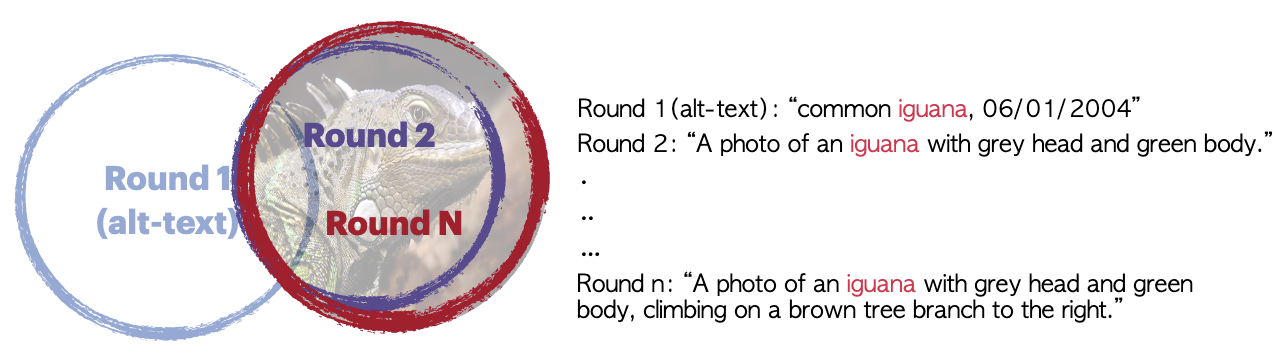 Round 1
(alt-text)
Round 2
Round N
Round 1(alt-text): “common iguana, 06/01/2004”
Round 2: “A photo of an iguana with grey head and green body.”
.
..
...
Round n: “A photo of an iguana with grey head and green
body, climbing on a brown tree branch to the right.”